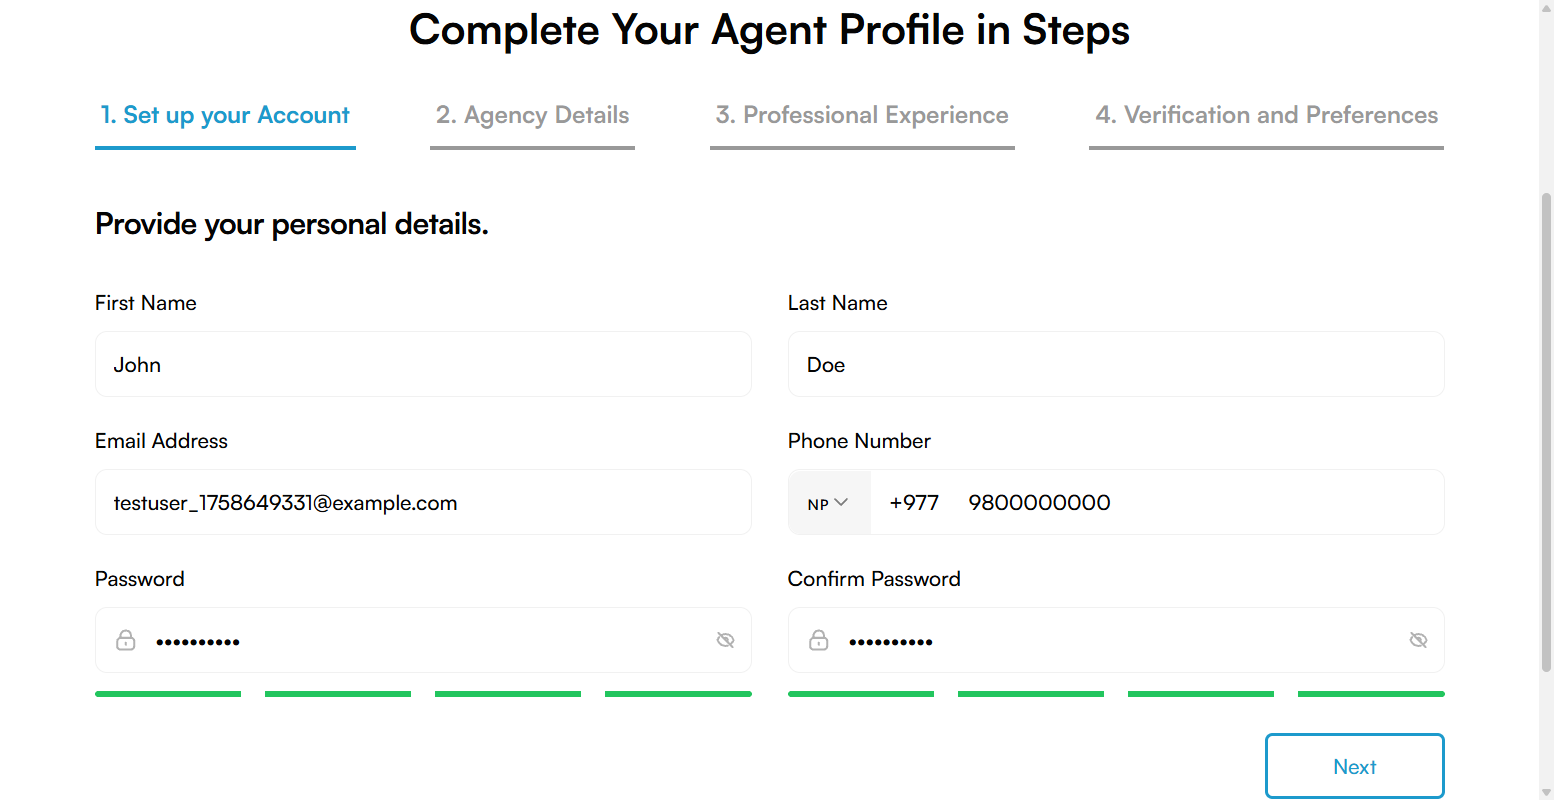 Complete Your Agent Profile in Steps
1. Set up your Account
2. Agency Details
3. Professional Experience
4. Verification and Preferences
Provide your personal details.
First Name
Last Name
John
Doe
Email Address
Phone Number
testuser_1758649331@example.com
NP +977 9800000000
Password
Confirm Password
••••••••••
••••••••••
Next